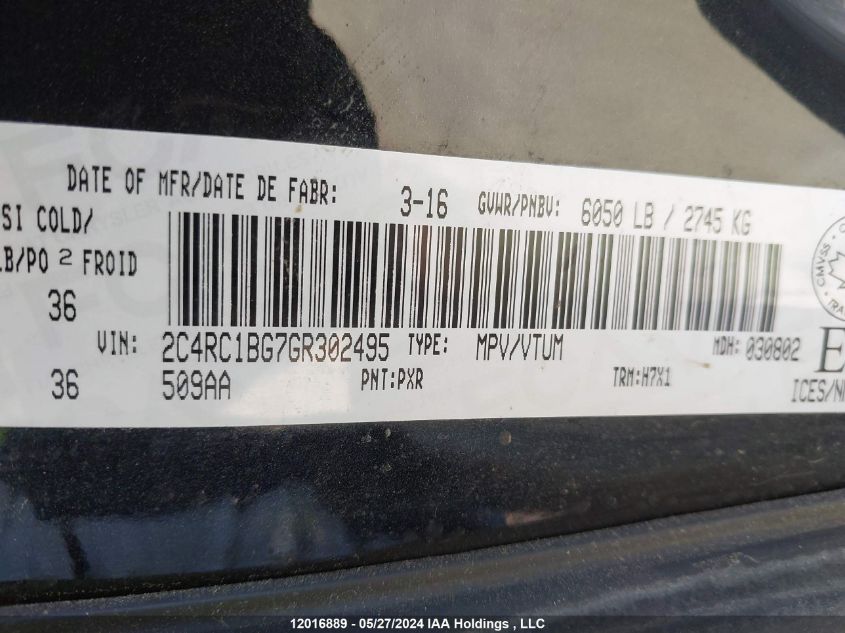 DATE OF MFR/DATE DE FABR: 3-16 GVWR/PNBV: 6050 LB / 2745 KG
SI COLD/
LB/PO 2 FROID
36
VIN: 2C4RC1BG7GR302495 TYPE: MPV/VTUM MDH: 030802
36 509AA PNT:PXR TRM:H7X1
CMVSS
12016889 - 05/27/2024 IAA Holdings , LLC